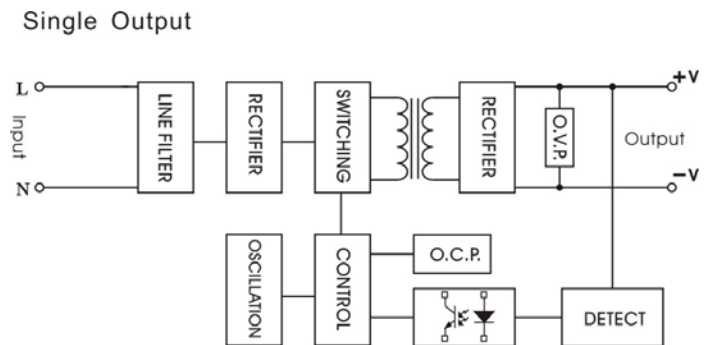 Single Output
L
N
Input
LINE FILTER
RECTIFIER
SWITCHING
RECTIFIER
O.V.P.
+V
Output
-V
OSCILLATION
CONTROL
O.C.P.
DETECT